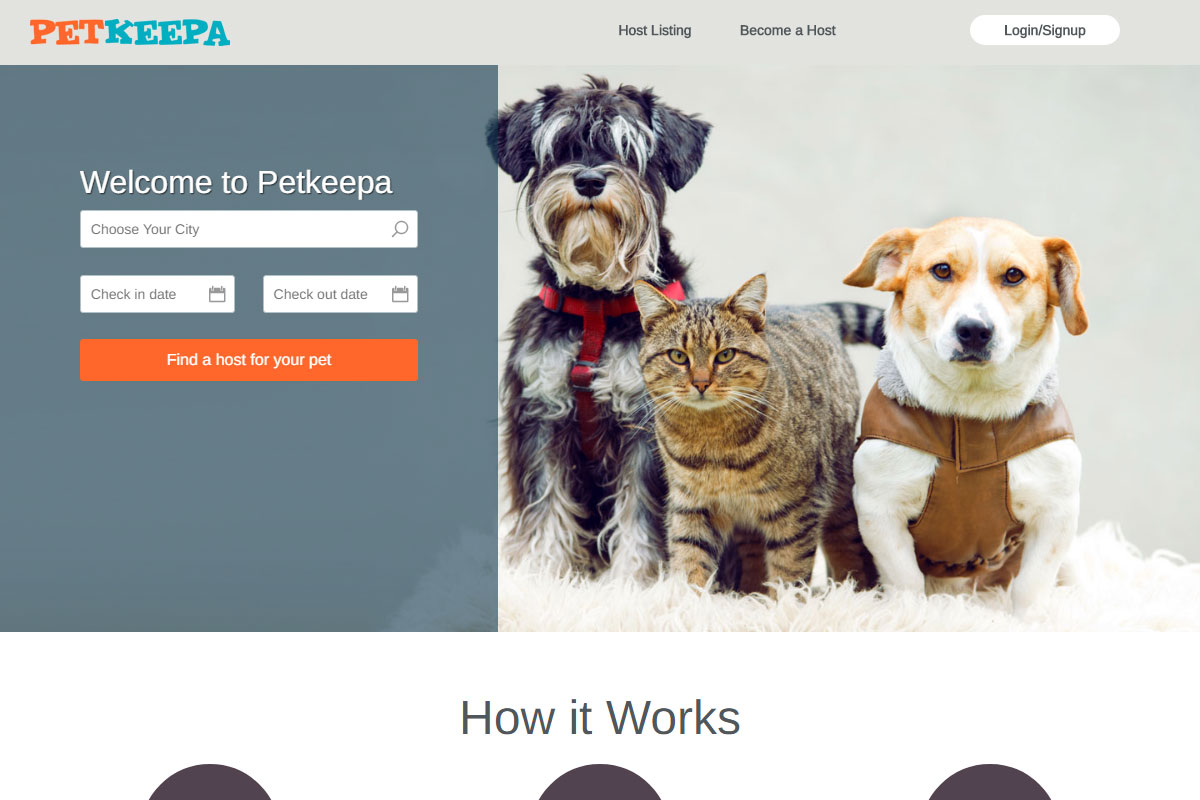 PETKEEPA
Host Listing
Become a Host
Login/Signup
Welcome to Petkeepa
Choose Your City
Check in date
Check out date
Find a host for your pet
How it Works